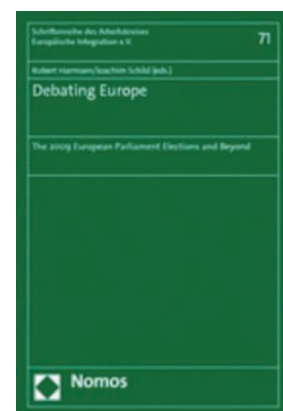 Schriftenreihe des Arbeitskreises
Europäische Integration e.V.
71
Robert Harmsen/Joachim Schild (eds.)
Debating Europe
The 2009 European Parliament Elections and Beyond
Nomos